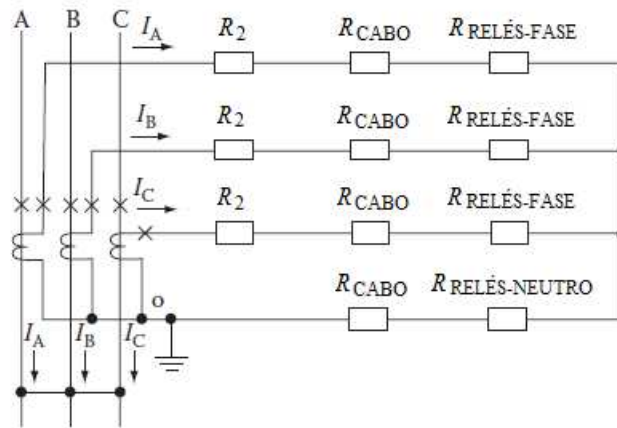 A B C
I_A R_2 R_CABO R_RELÉS-FASE
I_B R_2 R_CABO R_RELÉS-FASE
I_C R_2 R_CABO R_RELÉS-FASE
o R_CABO R_RELÉS-NEUTRO
I_A I_B I_C